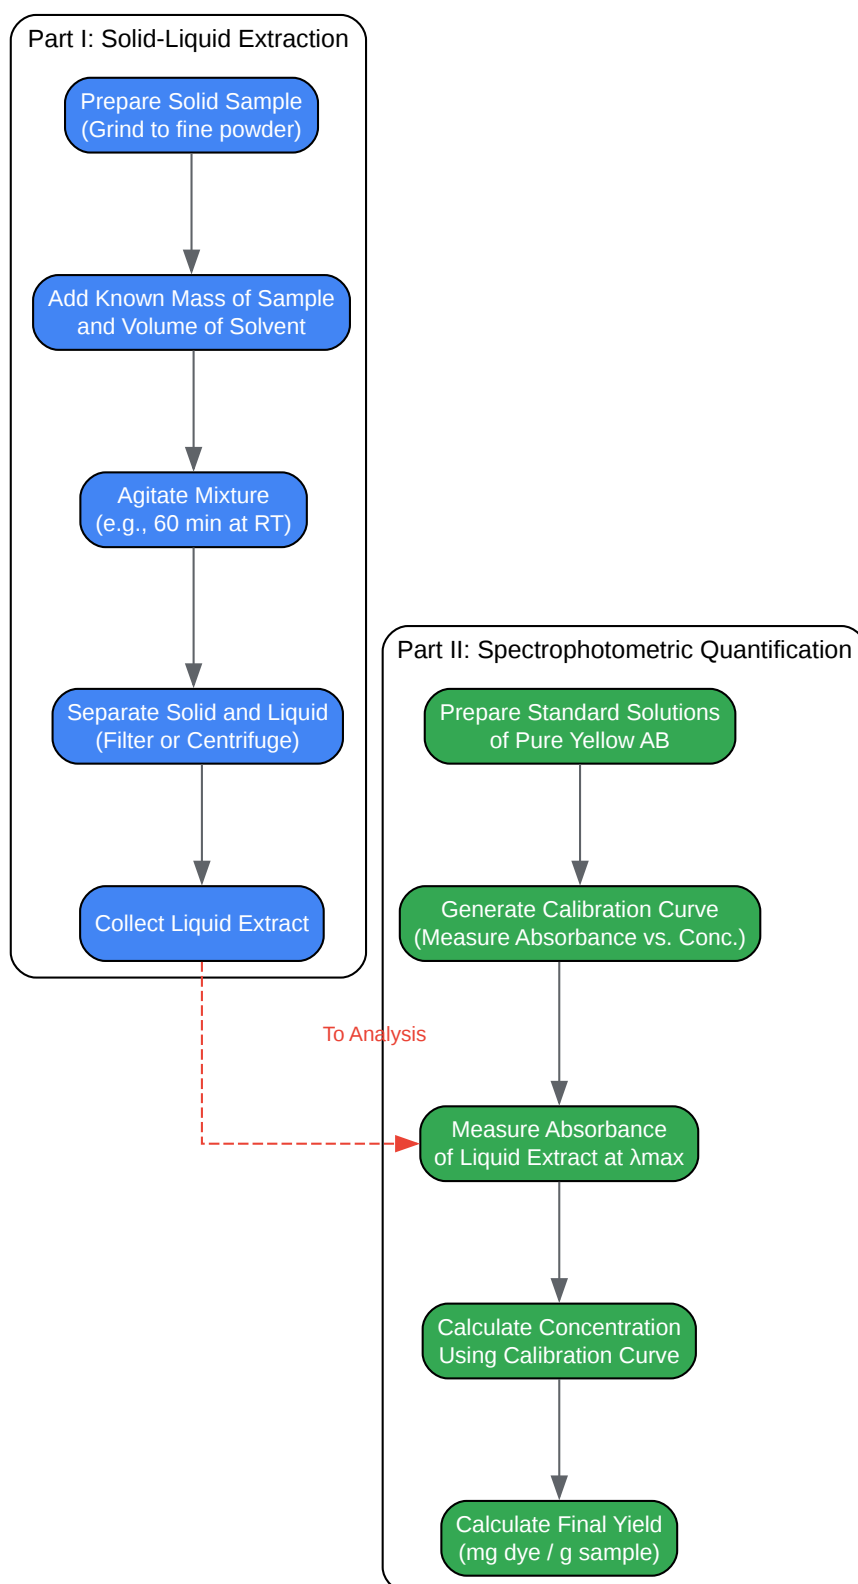 Part I: Solid-Liquid Extraction
Prepare Solid Sample
(Grind to fine powder)
Add Known Mass of Sample
and Volume of Solvent
Agitate Mixture
(e.g., 60 min at RT)
Separate Solid and Liquid
(Filter or Centrifuge)
Collect Liquid Extract
To Analysis
Part II: Spectrophotometric Quantification
Prepare Standard Solutions
of Pure Yellow AB
Generate Calibration Curve
(Measure Absorbance vs. Conc.)
Measure Absorbance
of Liquid Extract at λmax
Calculate Concentration
Using Calibration Curve
Calculate Final Yield
(mg dye / g sample)